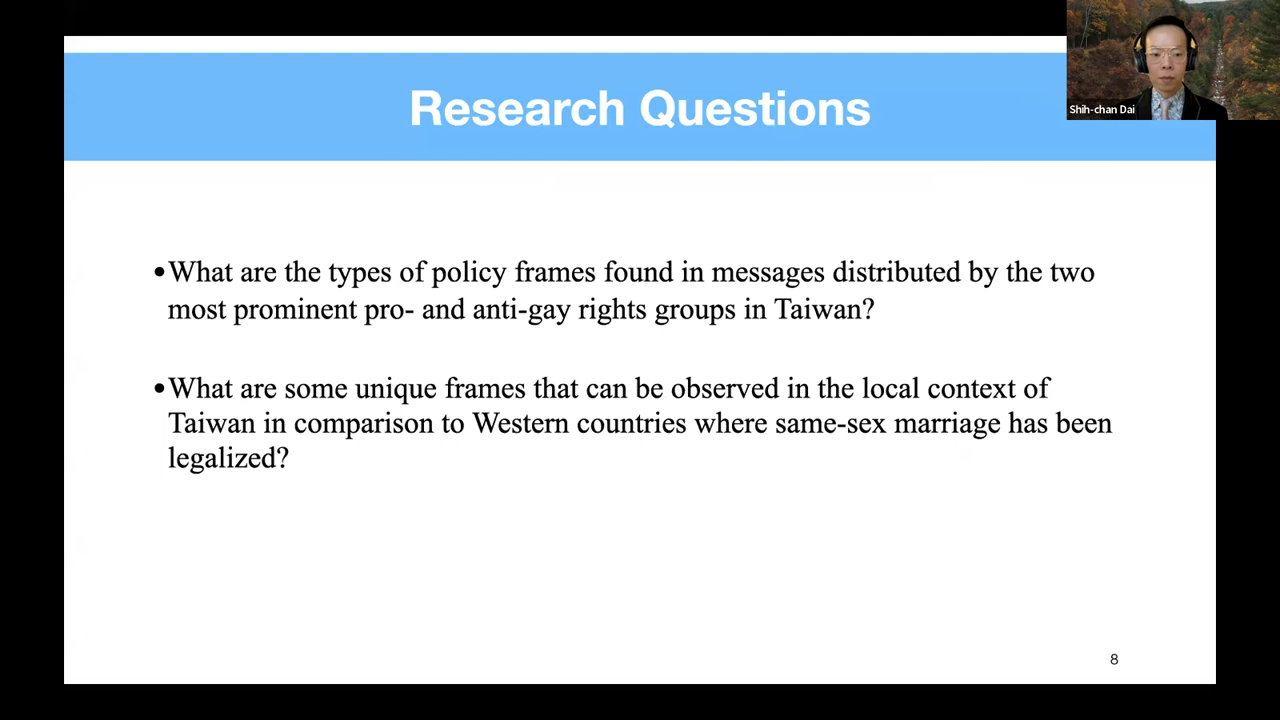 Research Questions
Shih-chan Dai
•What are the types of policy frames found in messages distributed by the two
most prominent pro- and anti-gay rights groups in Taiwan?
•What are some unique frames that can be observed in the local context of
Taiwan in comparison to Western countries where same-sex marriage has been
legalized?
8